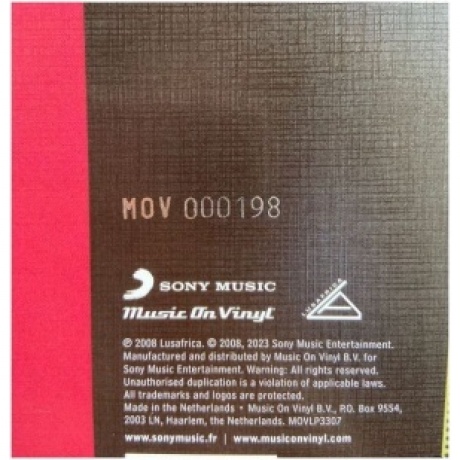 MOV 000198
SONY MUSIC
Music On Vinyl
LUSAFRICA
℗ 2008 Lusafrica. © 2008, 2023 Sony Music Entertainment.
Manufactured and distributed by Music On Vinyl B.V. for
Sony Music Entertainment. Warning: All rights reserved.
Unauthorised duplication is a violation of applicable laws.
All trademarks and logos are protected.
Made in the Netherlands • Music On Vinyl B.V., P.O. Box 9554,
2003 LN, Haarlem, the Netherlands. MOVLP3307
www.sonymusic.fr | www.musiconvinyl.com